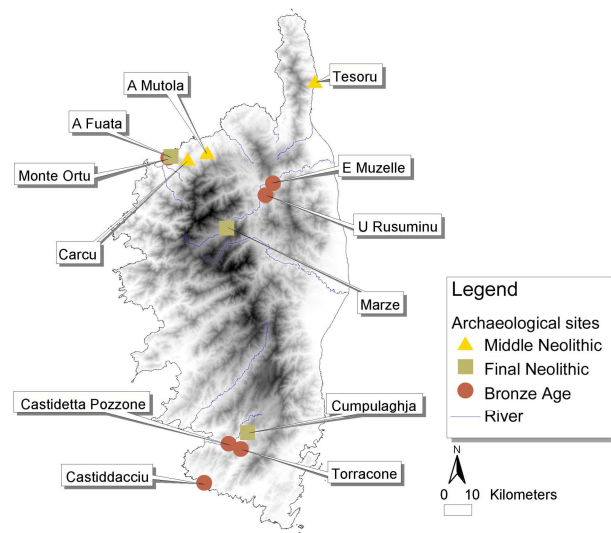 Tesoru
A Mutola
A Fuata
Monte Ortu
E Muzelle
U Rusuminu
Carcu
Marze
Legend
Archaeological sites
Middle Neolithic
Final Neolithic
Bronze Age
River
Castidetta Pozzone
Cumpulaghja
Castiddacciu
Torracone
N
0 10 Kilometers